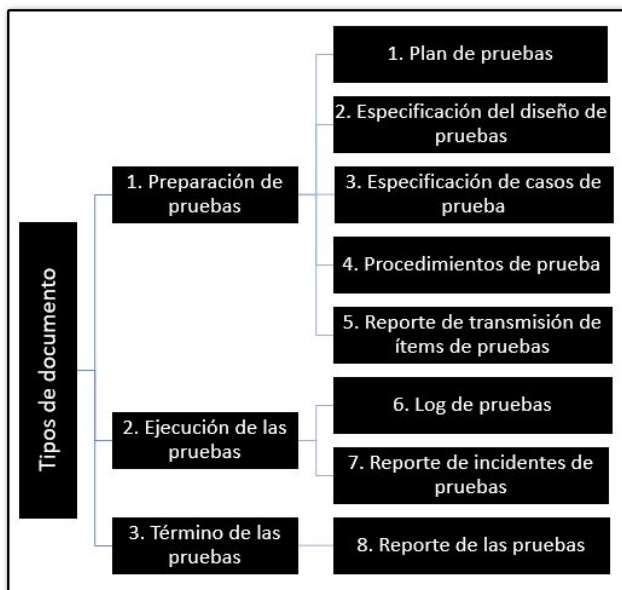 Tipos de documento
1. Preparación de
pruebas
1. Plan de pruebas
2. Especificación del diseño de
pruebas
3. Especificación de casos de
prueba
4. Procedimientos de prueba
5. Reporte de transmisión de
ítems de pruebas
2. Ejecución de las
pruebas
6. Log de pruebas
7. Reporte de incidentes de
pruebas
3. Término de las
pruebas
8. Reporte de las pruebas